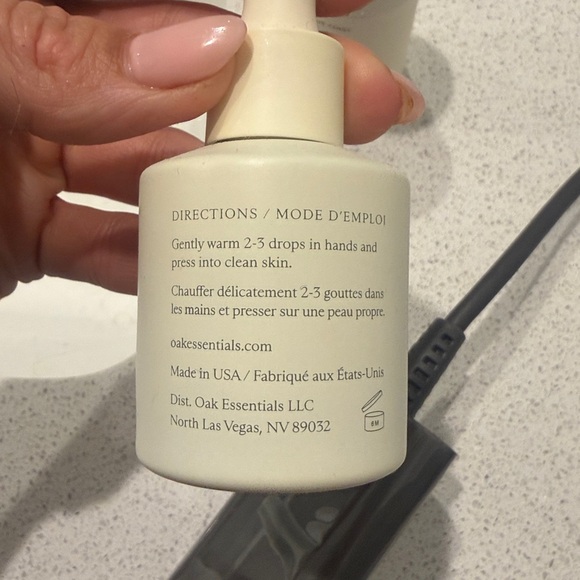 DIRECTIONS / MODE D'EMPLOI
Gently warm 2-3 drops in hands and
press into clean skin.
Chauffer délicatement 2-3 gouttes dans
les mains et presser sur une peau propre.
oakessentials.com
Made in USA / Fabriqué aux États-Unis
Dist. Oak Essentials LLC
North Las Vegas, NV 89032
6M